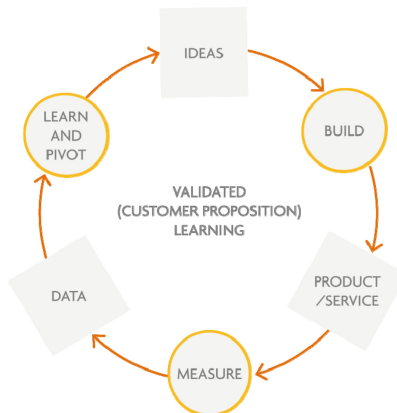 IDEAS
BUILD
PRODUCT
/SERVICE
MEASURE
DATA
LEARN
AND
PIVOT
VALIDATED
(CUSTOMER PROPOSITION)
LEARNING